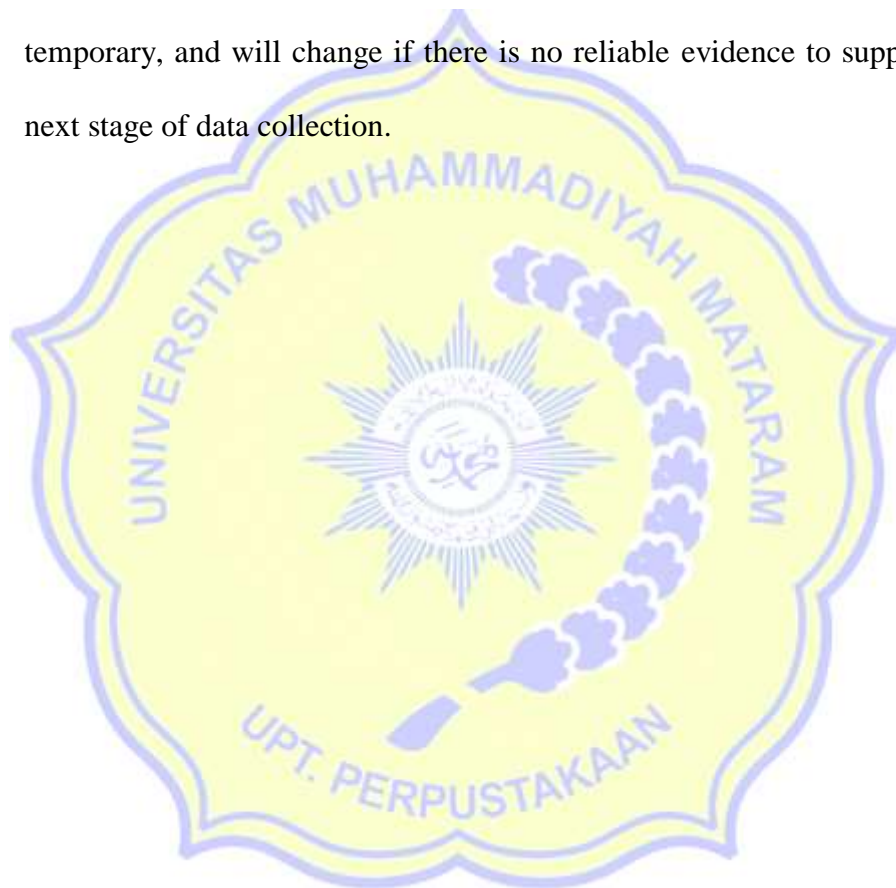 temporary, and will change if there is no reliable evidence to supp
next stage of data collection.
UNIVERSITAS MUHAMMADIYAH MATARAM
UPT. PERPUSTAKAAN